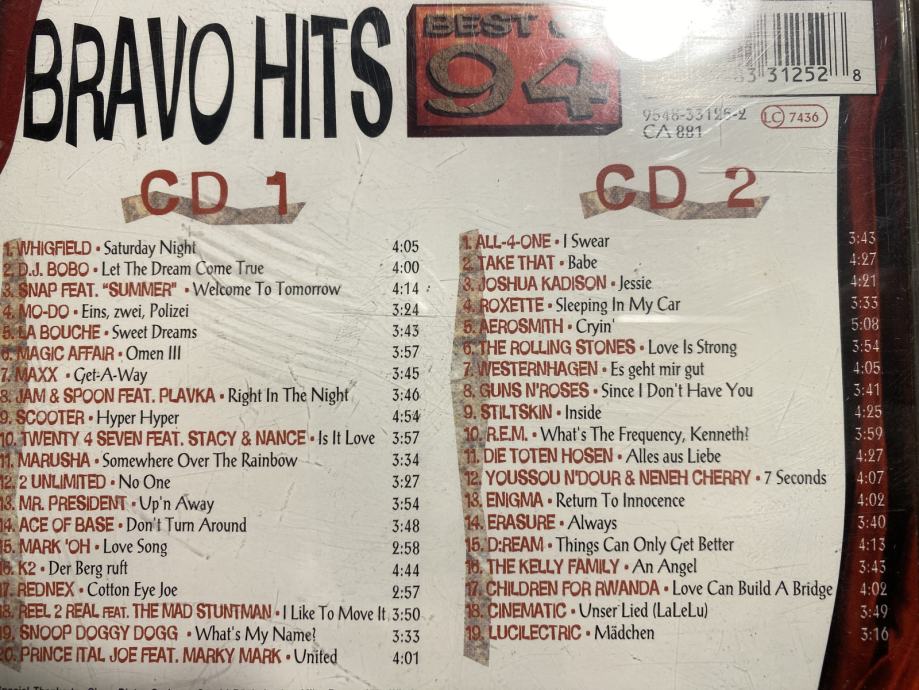 BRAVO HITS
BEST
94
33 31252 8
9548-33125-2
LC 7436
CA 881
CD 1
1. WHIGFIELD • Saturday Night 4:05
2. D.J. BOBO • Let The Dream Come True 4:00
3. SNAP FEAT. "SUMMER" • Welcome To Tomorrow 4:14
4. MO-DO • Eins, zwei, Polizei 3:24
5. LA BOUCHE • Sweet Dreams 3:43
6. MAGIC AFFAIR • Omen III 3:57
7. MAXX • Get-A-Way 3:45
8. JAM & SPOON FEAT. PLAVKA • Right In The Night 3:46
9. SCOOTER • Hyper Hyper 4:54
10. TWENTY 4 SEVEN FEAT. STACY & NANCE • Is It Love 3:57
11. MARUSHA • Somewhere Over The Rainbow 3:34
12. 2 UNLIMITED • No One 3:27
13. MR. PRESIDENT • Up'n Away 3:54
14. ACE OF BASE • Don't Turn Around 3:48
15. MARK 'OH • Love Song 2:58
16. K2 • Der Berg ruft 4:44
17. REDNEX • Cotton Eye Joe 2:57
18. REEL 2 REAL FEAT. THE MAD STUNTMAN • I Like To Move It 3:50
19. SNOOP DOGGY DOGG • What's My Name? 3:33
20. PRINCE ITAL JOE FEAT. MARKY MARK • United 4:01
CD 2
1. ALL-4-ONE • I Swear 3:43
2. TAKE THAT • Babe 4:27
3. JOSHUA KADISON • Jessie 4:21
4. ROXETTE • Sleeping In My Car 3:33
5. AEROSMITH • Cryin' 5:08
6. THE ROLLING STONES • Love Is Strong 3:54
7. WESTERNHAGEN • Es geht mir gut 4:05
8. GUNS N'ROSES • Since I Don't Have You 3:41
9. STILTSKIN • Inside 4:25
10. R.E.M. • What's The Frequency, Kenneth? 3:59
11. DIE TOTEN HOSEN • Alles aus Liebe 4:27
12. YOUSSOU N'DOUR & NENEH CHERRY • 7 Seconds 4:07
13. ENIGMA • Return To Innocence 4:02
14. ERASURE • Always 3:40
15. D:REAM • Things Can Only Get Better 4:13
16. THE KELLY FAMILY • An Angel 3:43
17. CHILDREN FOR RWANDA • Love Can Build A Bridge 4:02
18. CINEMATIC • Unser Lied (LaLeLu) 3:49
19. LUCILECTRIC • Mädchen 3:16